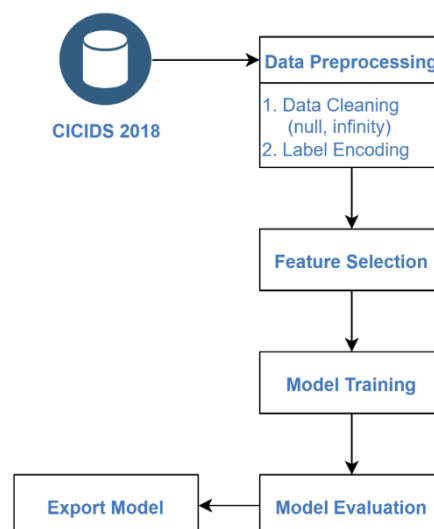 CICIDS 2018
Data Preprocessing
1. Data Cleaning
(null, infinity)
2. Label Encoding
Feature Selection
Model Training
Model Evaluation
Export Model